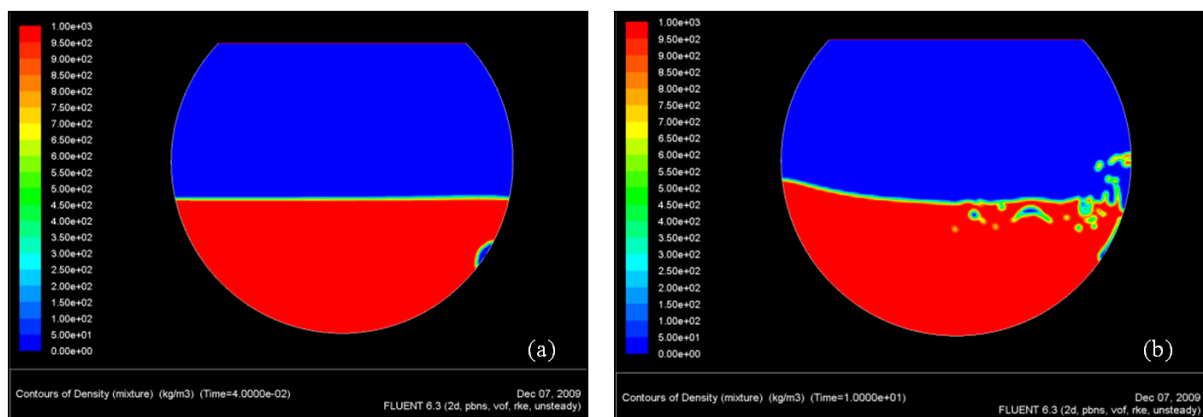 1.00e+03
9.50e+02
9.00e+02
8.50e+02
8.00e+02
7.50e+02
7.00e+02
6.50e+02
6.00e+02
5.50e+02
5.00e+02
4.50e+02
4.00e+02
3.50e+02
3.00e+02
2.50e+02
2.00e+02
1.50e+02
1.00e+02
5.00e+01
0.00e+00
(a)
Contours of Density (mixture) (kg/m3) (Time=4.0000e-02)
Dec 07, 2009
FLUENT 6.3 (2d, pbns, vof, rke, unsteady)
1.00e+03
9.50e+02
9.00e+02
8.50e+02
8.00e+02
7.50e+02
7.00e+02
6.50e+02
6.00e+02
5.50e+02
5.00e+02
4.50e+02
4.00e+02
3.50e+02
3.00e+02
2.50e+02
2.00e+02
1.50e+02
1.00e+02
5.00e+01
0.00e+00
(b)
Contours of Density (mixture) (kg/m3) (Time=1.0000e+01)
Dec 07, 2009
FLUENT 6.3 (2d, pbns, vof, rke, unsteady)